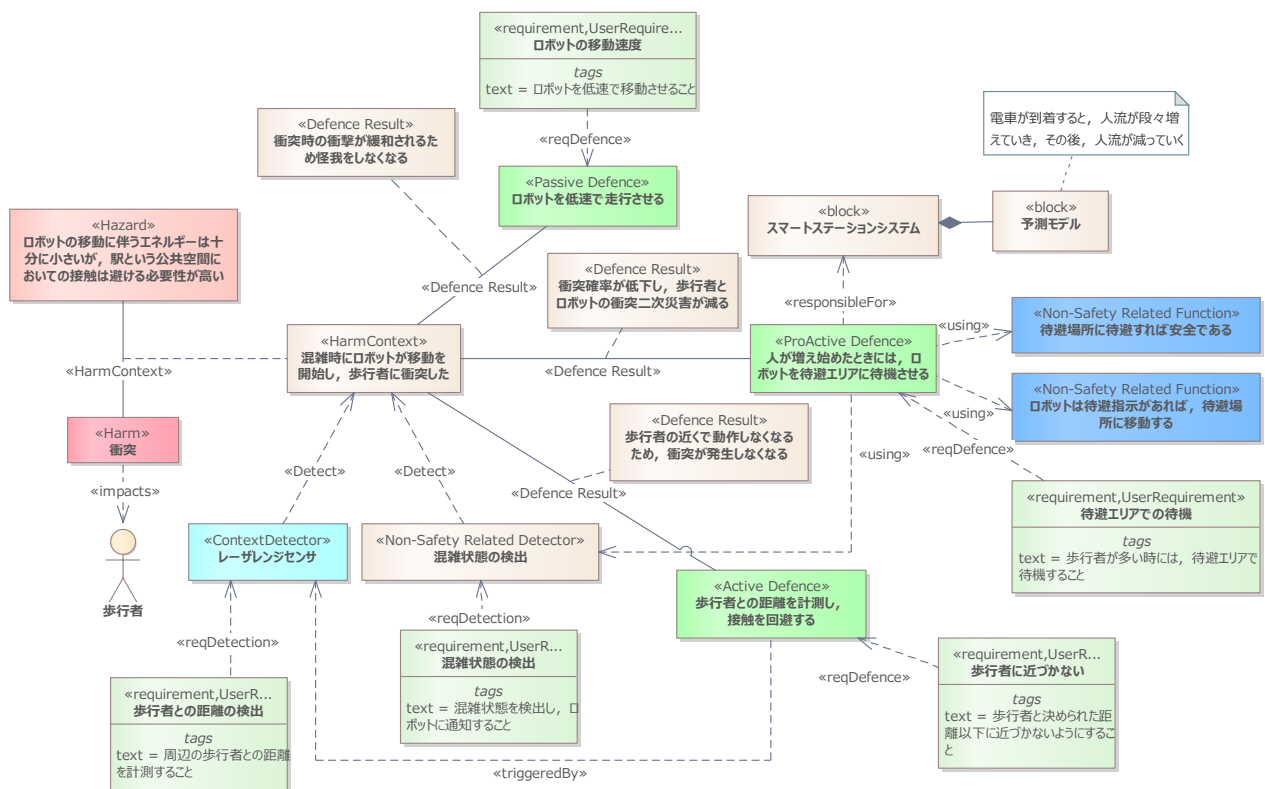 «requirement,UserRequire...
ロボットの移動速度
tags
text = ロボットを低速で移動させること
«Defence Result»
衝突時の衝撃が緩和されるた
め怪我をしなくなる
«reqDefence»
«Passive Defence»
ロボットを低速で走行させる
電車が到着すると，人流が段々増
えていき，その後，人流が減っていく
«block»
スマートステーションシステム
«block»
予測モデル
«Hazard»
ロボットの移動に伴うエネルギーは十
分に小さいが，駅という公共空間に
おいての接触は避ける必要性が高い
«Defence Result»
«Defence Result»
衝突確率が低下し，歩行者と
ロボットの衝突二次災害が減る
«responsibleFor»
«HarmContext»
«HarmContext»
混雑時にロボットが移動を
開始し，歩行者に衝突した
«Defence Result»
«ProActive Defence»
人が増え始めたときには，ロ
ボットを待避エリアに待機させる
«using»
«Non-Safety Related Function»
待避場所に待避すれば安全である
«using»
«Non-Safety Related Function»
ロボットは待避指示があれば，待避場
所に移動する
«Harm»
衝突
«impacts»
歩行者
«Detect»
«Detect»
«Defence Result»
歩行者の近くで動作しなくなる
ため，衝突が発生しなくなる
«Defence Result»
«using»
«reqDefence»
«requirement,UserRequirement»
待避エリアでの待機
tags
text = 歩行者が多い時には，待避エリアで
待機すること
«ContextDetector»
レーザレンジセンサ
«Non-Safety Related Detector»
混雑状態の検出
«Active Defence»
歩行者との距離を計測し，
接触を回避する
«reqDetection»
«requirement,UserR...
歩行者との距離の検出
tags
text = 周辺の歩行者との距離
を計測すること
«reqDetection»
«requirement,UserR...
混雑状態の検出
tags
text = 混雑状態を検出し，ロ
ボットに通知すること
«reqDefence»
«requirement,UserR...
歩行者に近づかない
tags
text = 歩行者と決められた距
離以下に近づかないようにするこ
と
«triggeredBy»